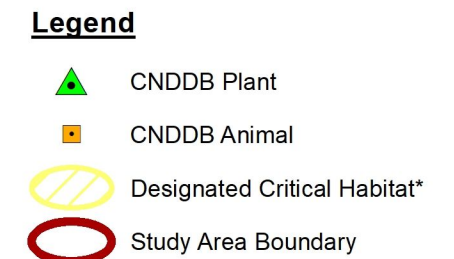 Legend
CNDDB Plant
CNDDB Animal
Designated Critical Habitat*
Study Area Boundary